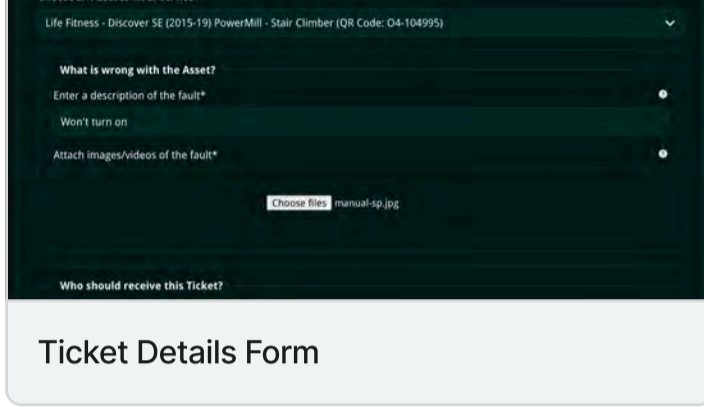 Life Fitness - Discover SE (2015-19) PowerMill - Stair Climber (QR Code: O4-104995)
What is wrong with the Asset?
Enter a description of the fault*
Won't turn on
Attach images/videos of the fault*
Choose files manual-sp.jpg
Who should receive this Ticket?
Ticket Details Form